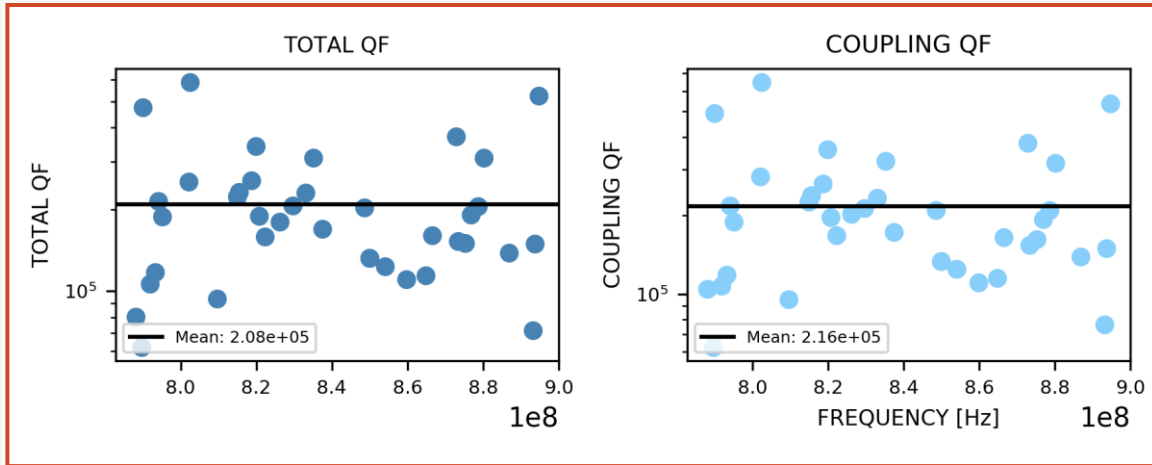 TOTAL QF
TOTAL QF
10^5
Mean: 2.08e+05
8.0 8.2 8.4 8.6 8.8 9.0
1e8
COUPLING QF
COUPLING QF
10^5
Mean: 2.16e+05
8.0 8.2 8.4 8.6 8.8 9.0
FREQUENCY [Hz]
1e8